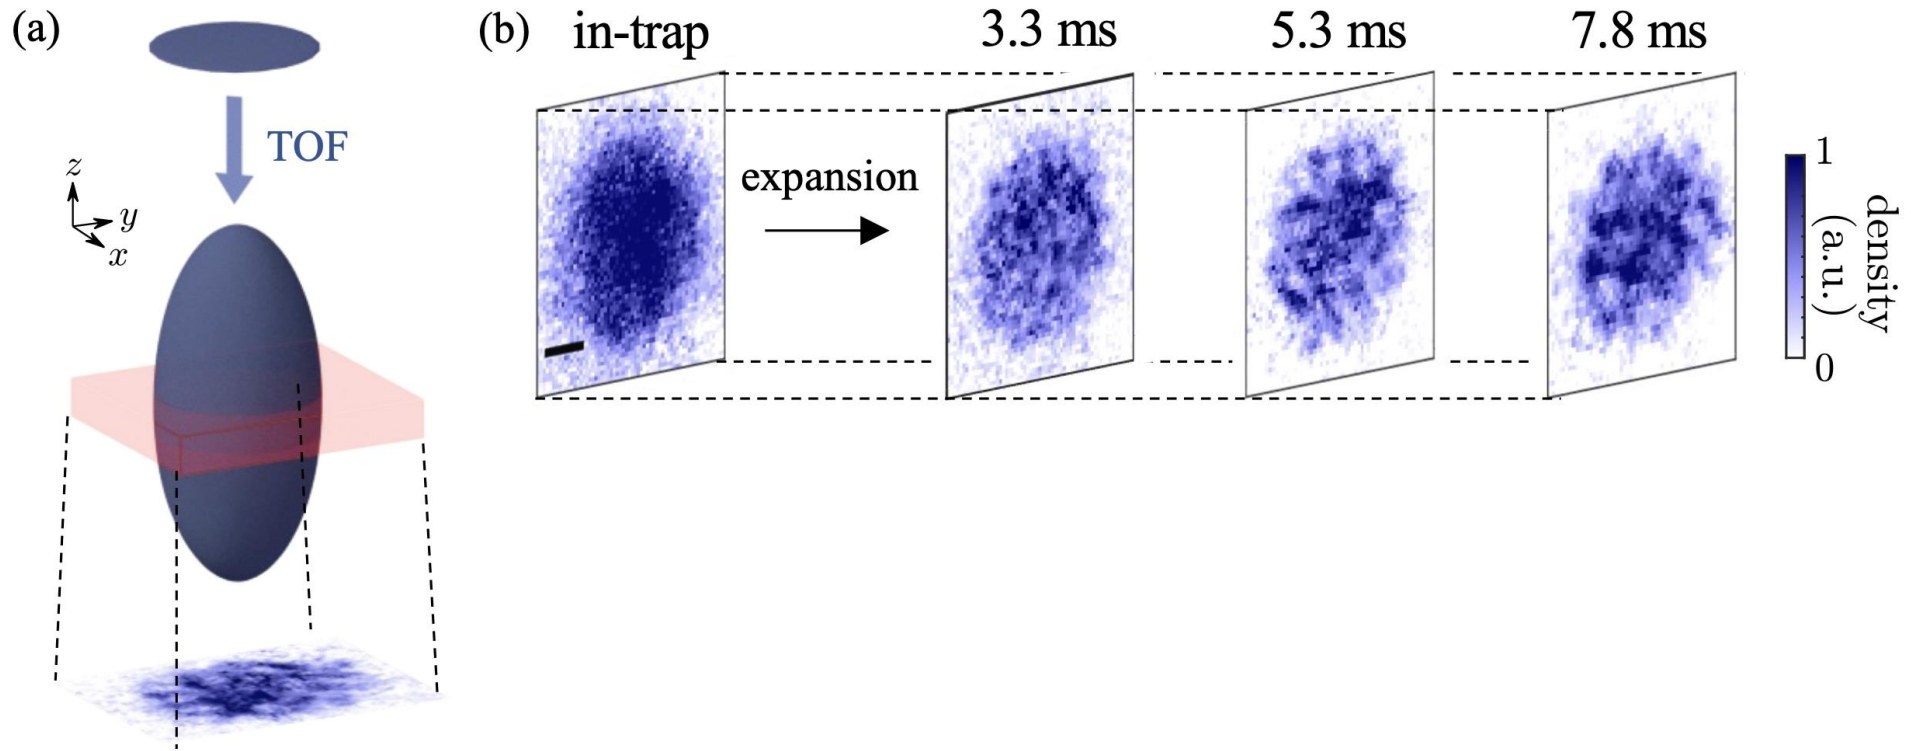 (a)
TOF
z
y
x
(b)
in-trap
3.3 ms
5.3 ms
7.8 ms
expansion
1
0
density
(a.u.)